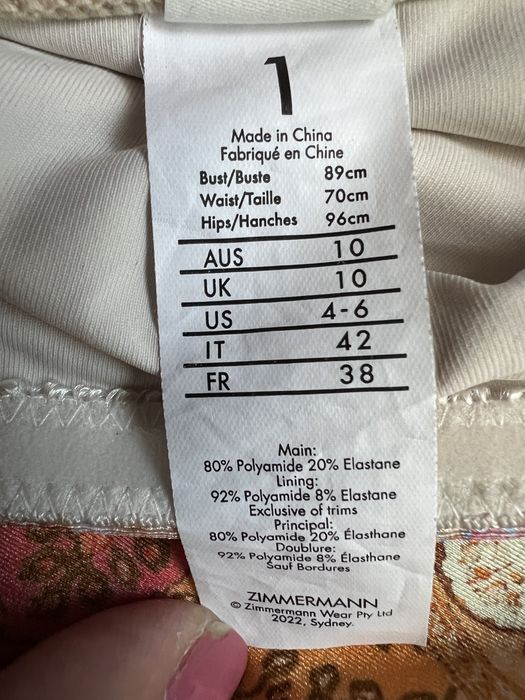 1
Made in China
Fabriqué en Chine
Bust/Buste 89cm
Waist/Taille 70cm
Hips/Hanches 96cm
AUS 10
UK 10
US 4-6
IT 42
FR 38
Main:
80% Polyamide 20% Elastane
Lining:
92% Polyamide 8% Elastane
Exclusive of trims
Principal:
80% Polyamide 20% Élasthane
Doublure:
92% Polyamide 8% Élasthane
Sauf Bordures
ZIMMERMANN
© Zimmermann Wear Pty Ltd
2022, Sydney.